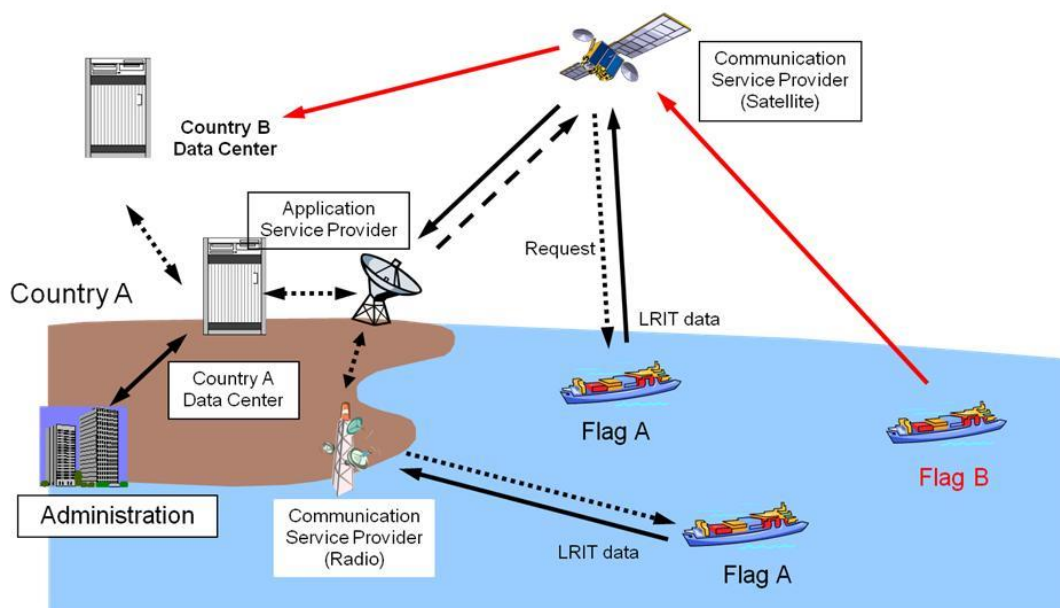 Communication
Service Provider
(Satellite)
Country B
Data Center
Application
Service Provider
Request
Country A
LRIT data
Country A
Data Center
Flag A
Flag B
Administration
Communication
Service Provider
(Radio)
LRIT data
Flag A